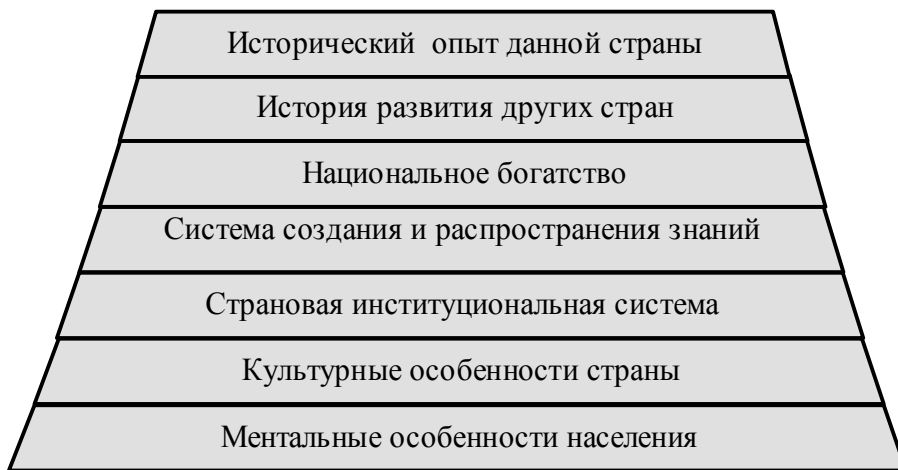 Исторический опыт данной страны
История развития других стран
Национальное богатство
Система создания и распространения знаний
Страновая институциональная система
Культурные особенности страны
Ментальные особенности населения